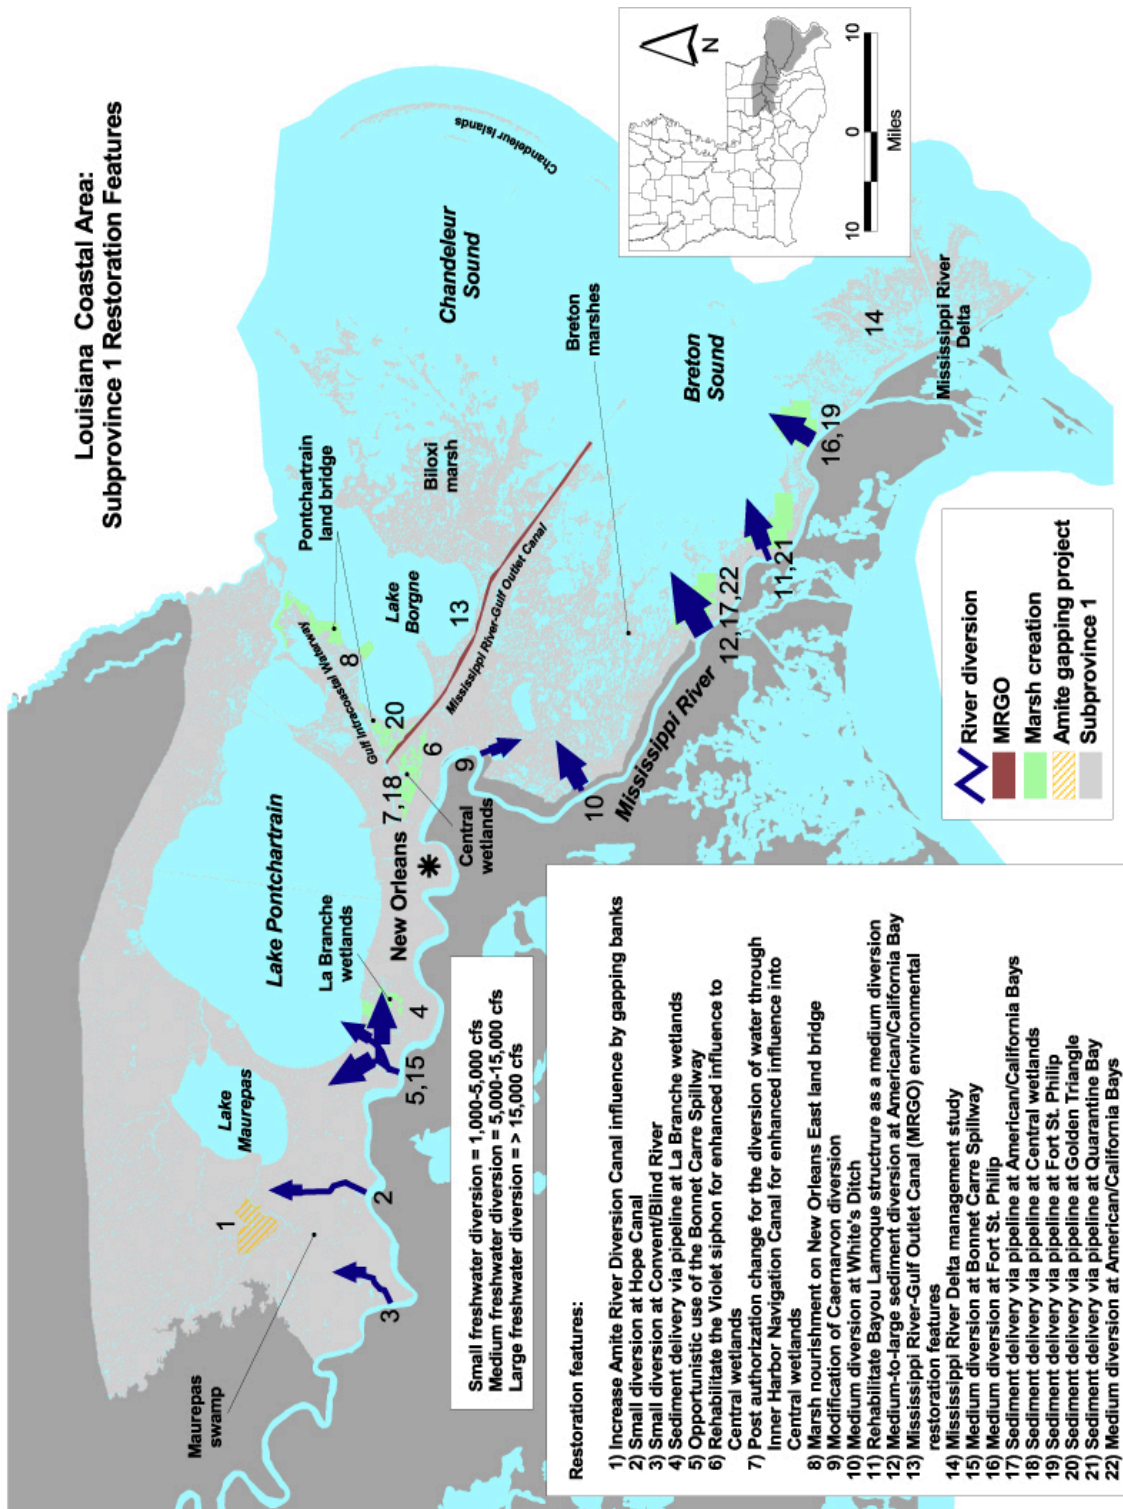 Louisiana Coastal Area:
Subprovince 1 Restoration Features
Chandeleur Islands
Chandeleur
Sound
Breton
Sound
Breton
marshes
Biloxi
marsh
Pontchartrain
land bridge
Lake
Borgne
Gulf Intracoastal Waterway
Mississippi River-Gulf Outlet Canal
Lake Pontchartrain
La Branche
wetlands
New Orleans
Central
wetlands
Lake
Maurepas
Maurepas
swamp
Mississippi River
Mississippi River
Delta
1
2
3
4
5,15
6
7,18
8
9
10
11,21
12,17,22
13
14
16,19
20
N
10
0
10
Miles
Small freshwater diversion = 1,000-5,000 cfs
Medium freshwater diversion = 5,000-15,000 cfs
Large freshwater diversion = > 15,000 cfs
Restoration features:
1) Increase Amite River Diversion Canal influence by gapping banks
2) Small diversion at Hope Canal
3) Small diversion at Convent/Blind River
4) Sediment delivery via pipeline at La Branche wetlands
5) Opportunistic use of the Bonnet Carre Spillway
6) Rehabilitate the Violet siphon for enhanced influence to
Central wetlands
7) Post authorization change for the diversion of water through
Inner Harbor Navigation Canal for enhanced influence into
Central wetlands
8) Marsh nourishment on New Orleans East land bridge
9) Modification of Caernarvon diversion
10) Medium diversion at White's Ditch
11) Rehabilitate Bayou Lamoque structrure as a medium diversion
12) Medium-to-large sediment diversion at American/California Bay
13) Mississippi River-Gulf Outlet Canal (MRGO) environmental
restoration features
14) Mississippi River Delta management study
15) Medium diversion at Bonnet Carre Spillway
16) Medium diversion at Fort St. Philip
17) Sediment delivery via pipeline at American/California Bays
18) Sediment delivery via pipeline at Central wetlands
19) Sediment delivery via pipeline at Fort St. Philip
20) Sediment delivery via pipeline at Golden Triangle
21) Sediment delivery via pipeline at Quarantine Bay
22) Medium diversion at American/California Bays
River diversion
MRGO
Marsh creation
Amite gapping project
Subprovince 1